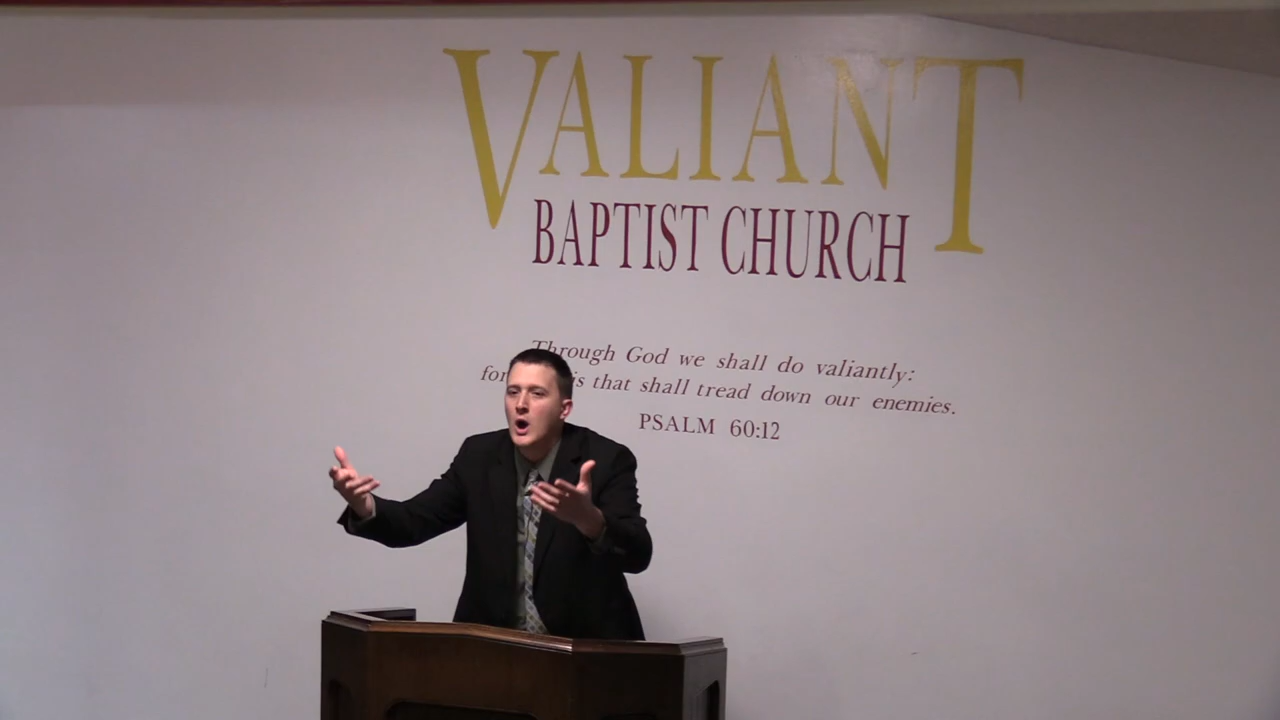 VALIANT
BAPTIST CHURCH
Through God we shall do valiantly:
for is that shall tread down our enemies.
PSALM 60:12